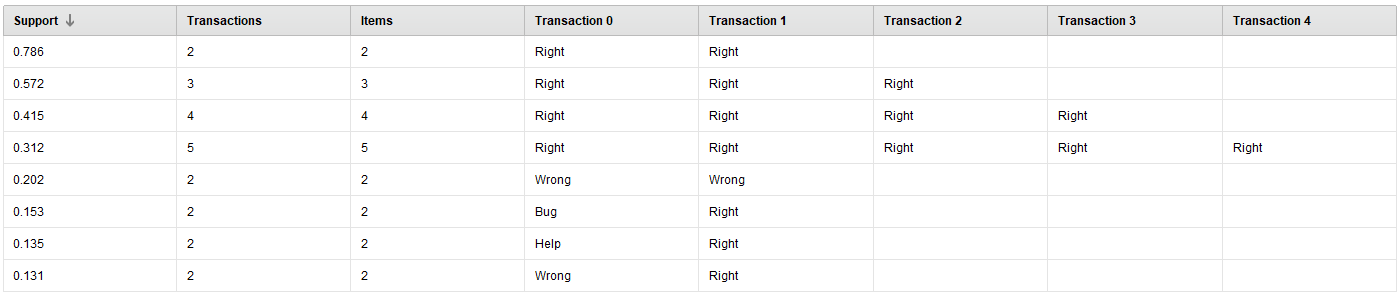 Support ↓ Transactions Items Transaction 0 Transaction 1 Transaction 2 Transaction 3 Transaction 4
0.786 2 2 Right Right
0.572 3 3 Right Right Right
0.415 4 4 Right Right Right Right
0.312 5 5 Right Right Right Right Right
0.202 2 2 Wrong Wrong
0.153 2 2 Bug Right
0.135 2 2 Help Right
0.131 2 2 Wrong Right